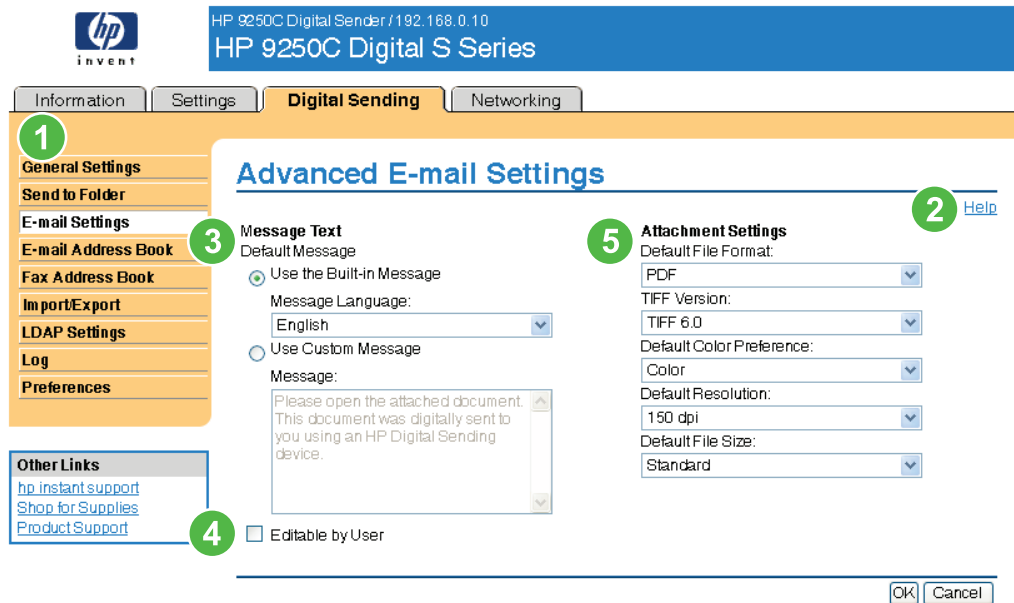 hp
invent
HP 9250C Digital Sender / 192.168.0.10
HP 9250C Digital S Series
Information
Settings
Digital Sending
Networking
1
General Settings
Send to Folder
E-mail Settings
E-mail Address Book
Fax Address Book
Import/Export
LDAP Settings
Log
Preferences
Other Links
hp instant support
Shop for Supplies
Product Support
Advanced E-mail Settings
2
Help
3
Message Text
Default Message
Use the Built-in Message
Message Language:
English
Use Custom Message
Message:
Please open the attached document.
This document was digitally sent to
you using an HP Digital Sending
device.
4
Editable by User
5
Attachment Settings
Default File Format:
PDF
TIFF Version:
TIFF 6.0
Default Color Preference:
Color
Default Resolution:
150 dpi
Default File Size:
Standard
OK
Cancel